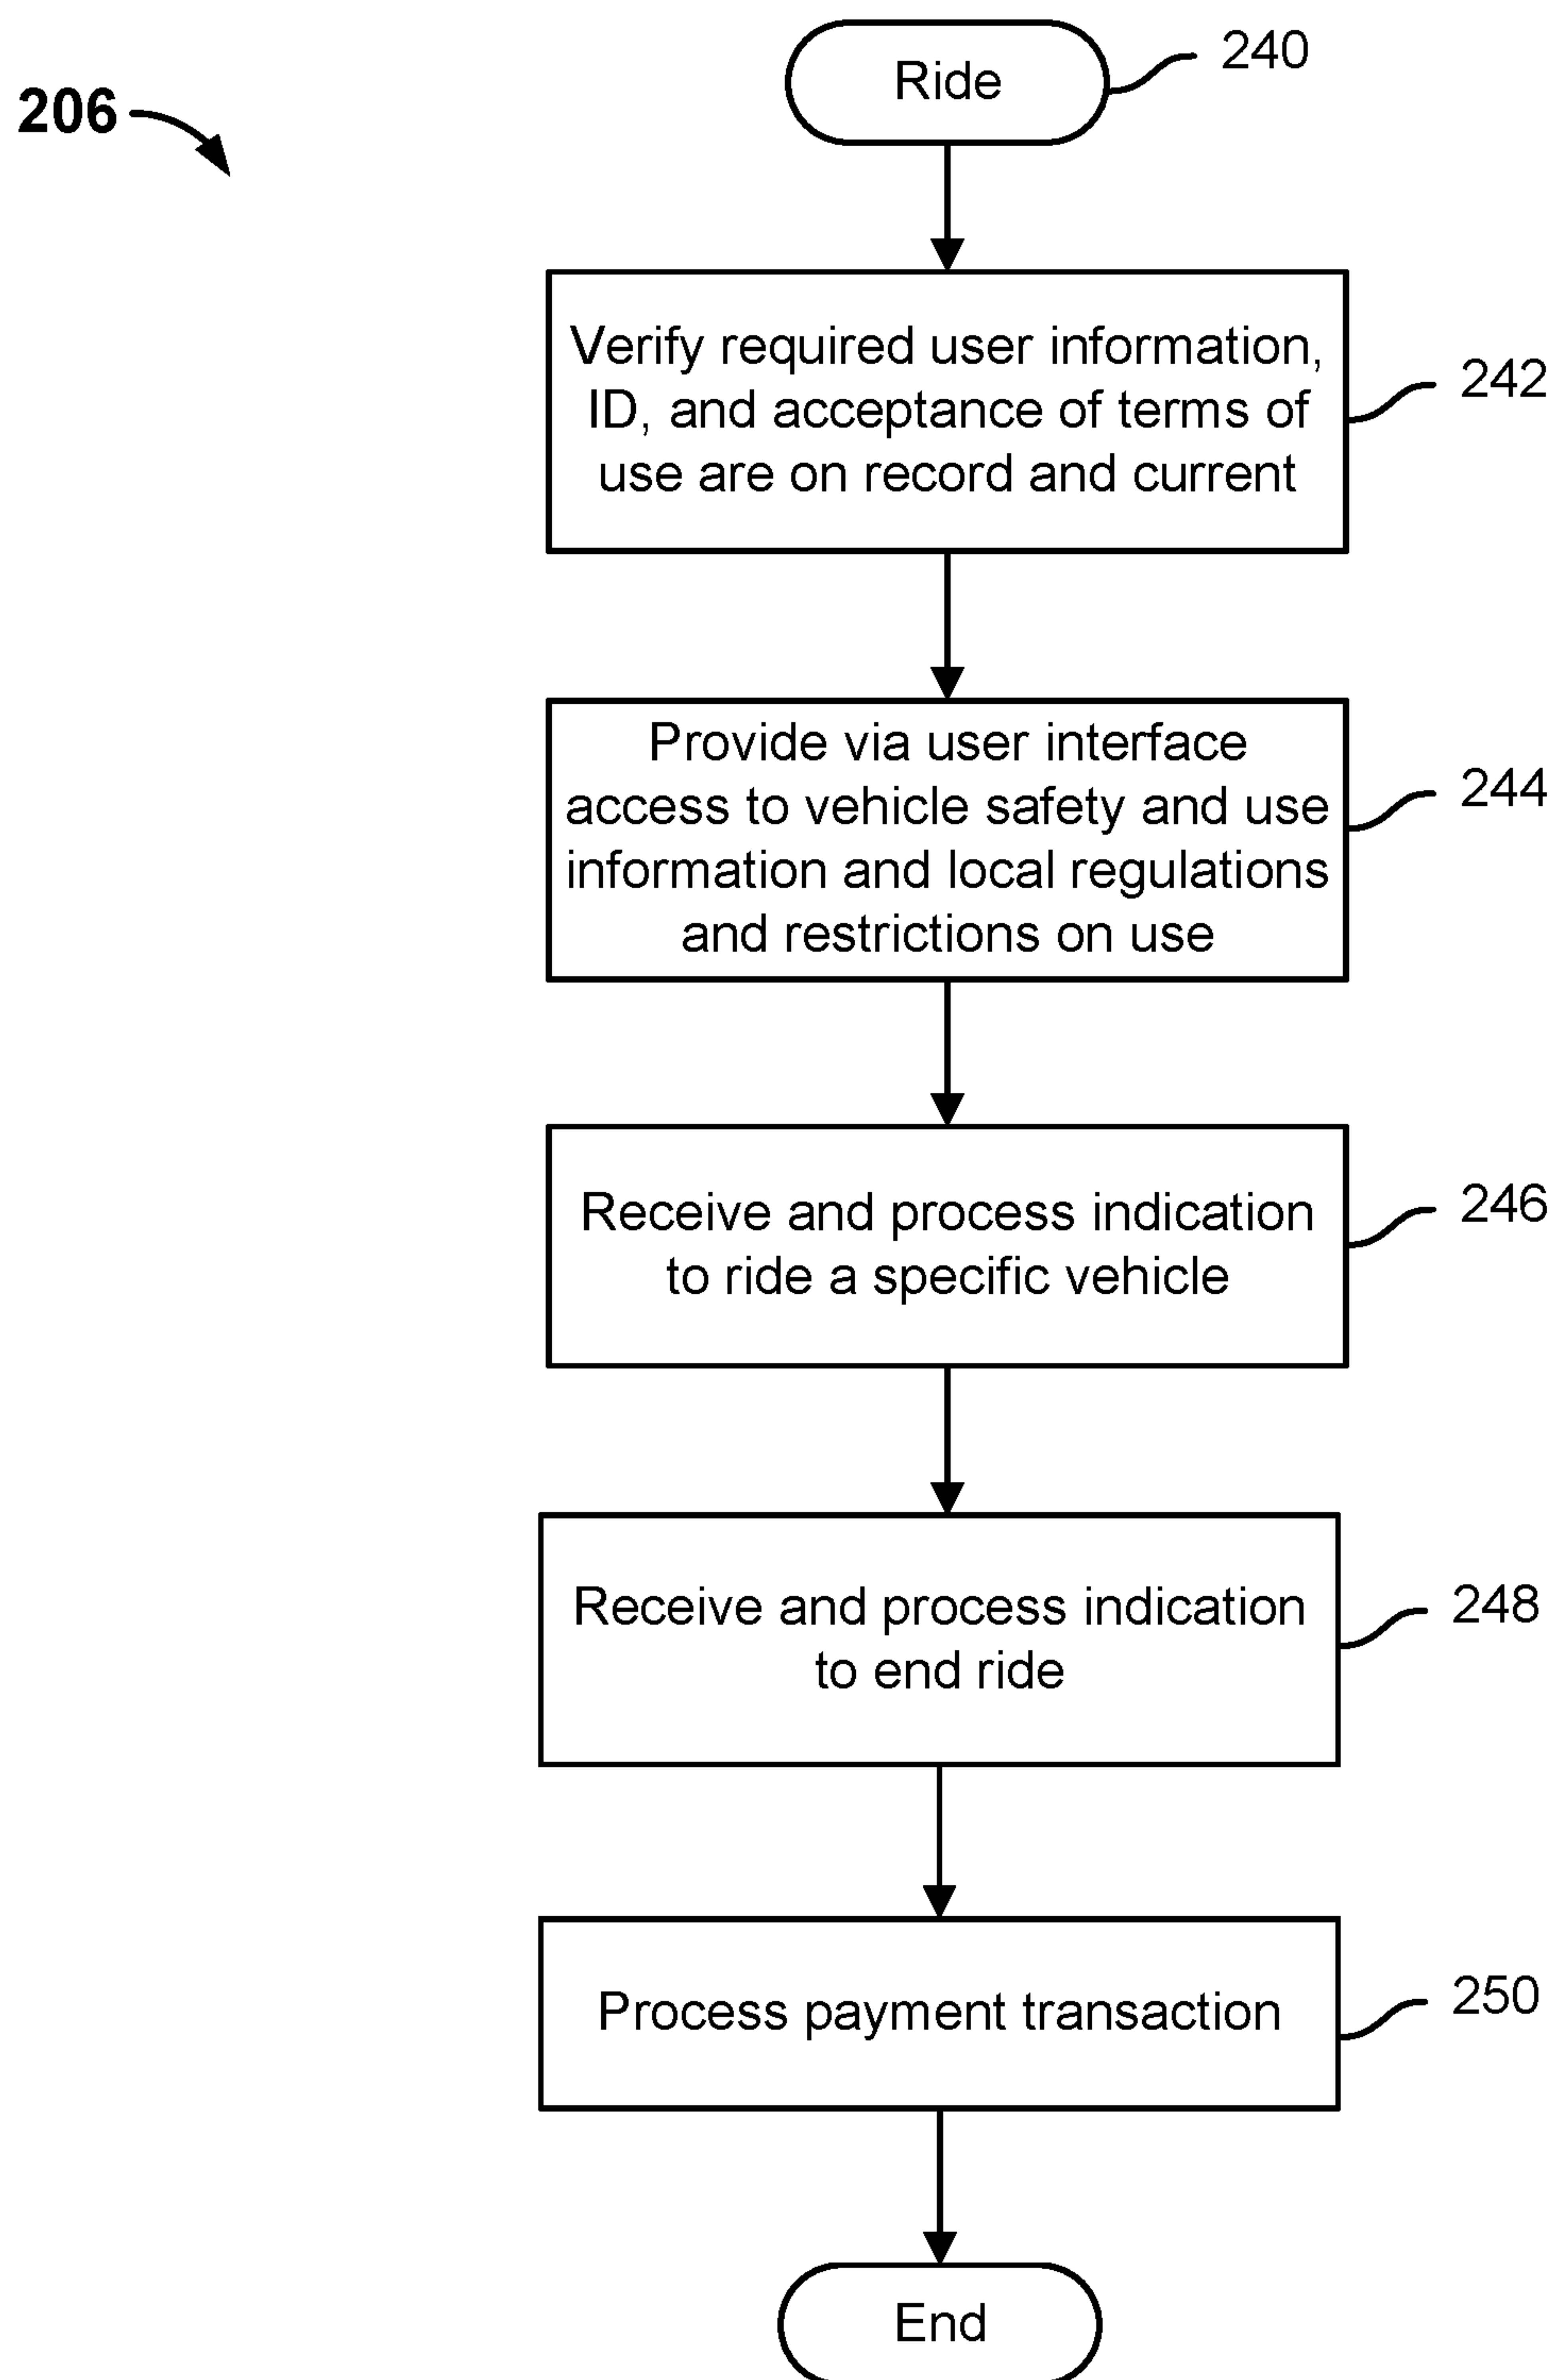 206
Ride
240
Verify required user information,
ID, and acceptance of terms of
use are on record and current
242
Provide via user interface
access to vehicle safety and use
information and local regulations
and restrictions on use
244
Receive and process indication
to ride a specific vehicle
246
Receive and process indication
to end ride
248
Process payment transaction
250
End